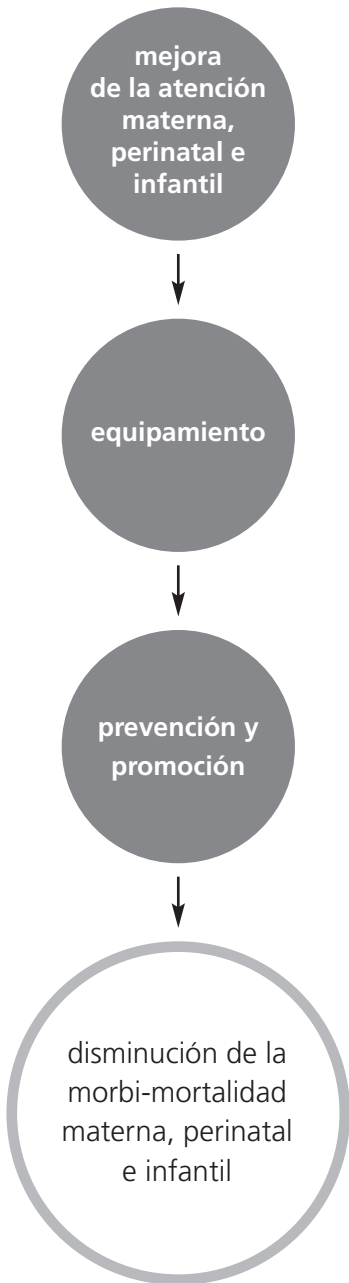 mejora
de la atención
materna,
perinatal e
infantil
equipamiento
prevención y
promoción
disminución de la
morbi-mortalidad
materna, perinatal
e infantil